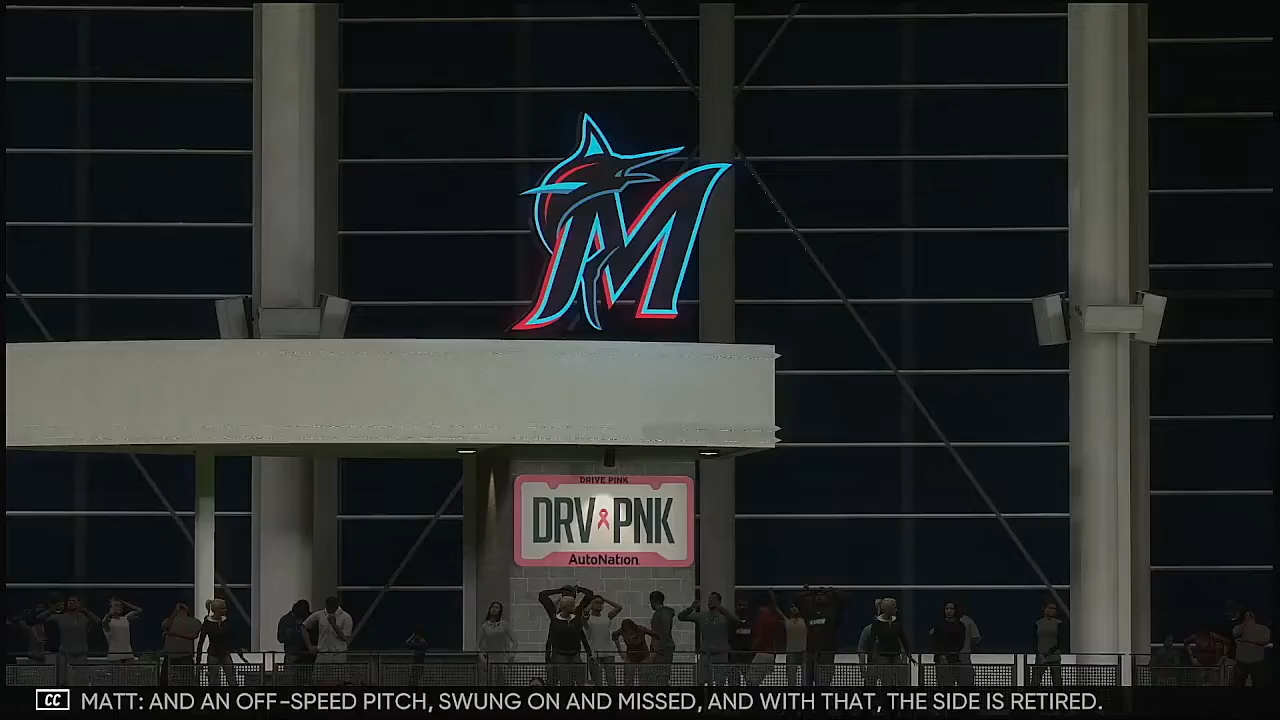 M
DRIVE PINK
DRV PNK
AutoNation
CC MATT: AND AN OFF-SPEED PITCH, SWUNG ON AND MISSED, AND WITH THAT, THE SIDE IS RETIRED.